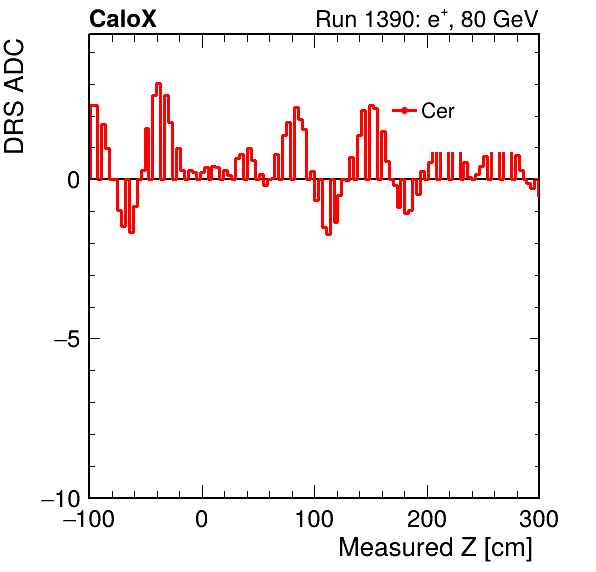 CaloX
Run 1390: e+, 80 GeV
DRS ADC
Cer
0
−5
−10
−100 0 100 200 300
Measured Z [cm]